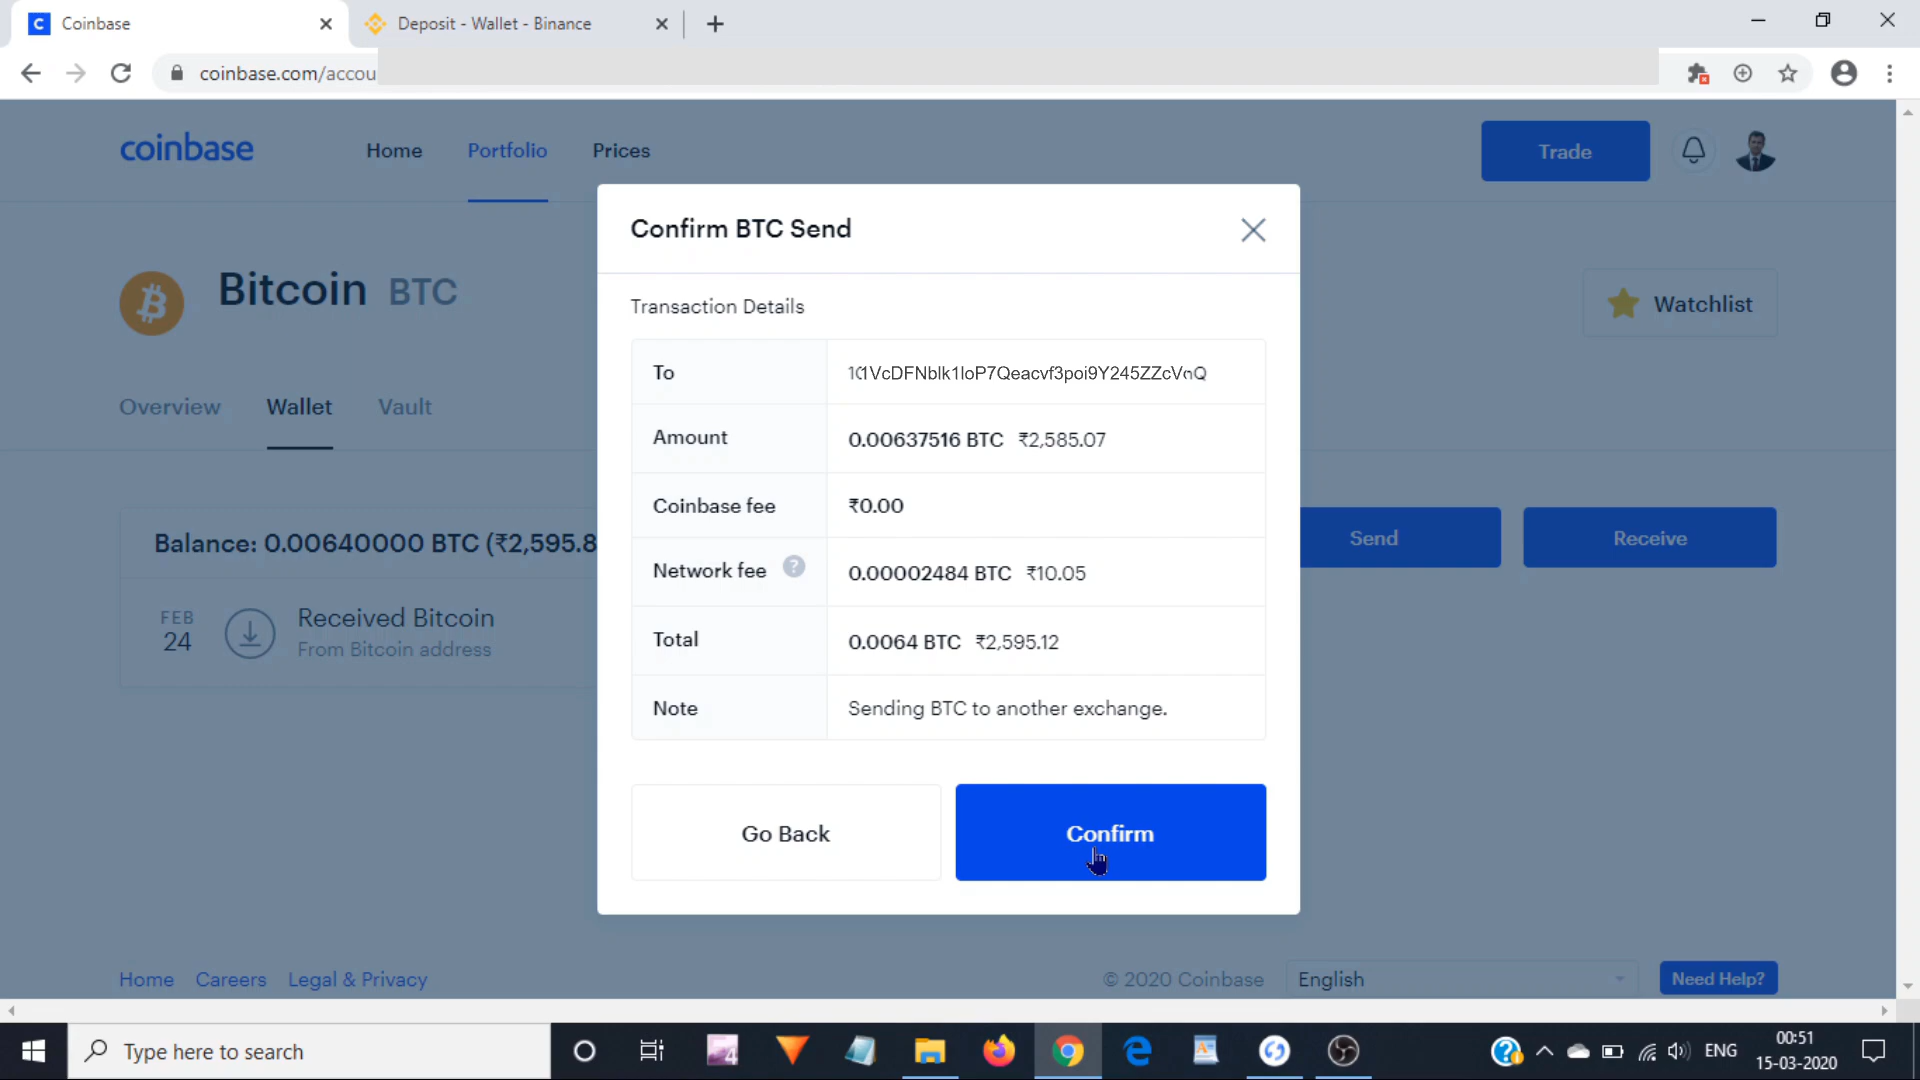 Coinbase
Deposit - Wallet - Binance
coinbase.com/accou
coinbase
Home
Portfolio
Prices
Trade
Bitcoin BTC
Watchlist
Overview
Wallet
Vault
Balance: 0.00640000 BTC (₹2,595.8
Send
Receive
FEB
24
Received Bitcoin
From Bitcoin address
Confirm BTC Send
Transaction Details
To
Amount
0.00637516 BTC ₹2,585.07
Coinbase fee
₹0.00
Network fee ?
0.00002484 BTC ₹10.05
Total
0.0064 BTC ₹2,595.12
Note
Sending BTC to another exchange.
Go Back
Confirm
Home
Careers
Legal & Privacy
© 2020 Coinbase
English
Need Help?
Type here to search
ENG
00:51
15-03-2020